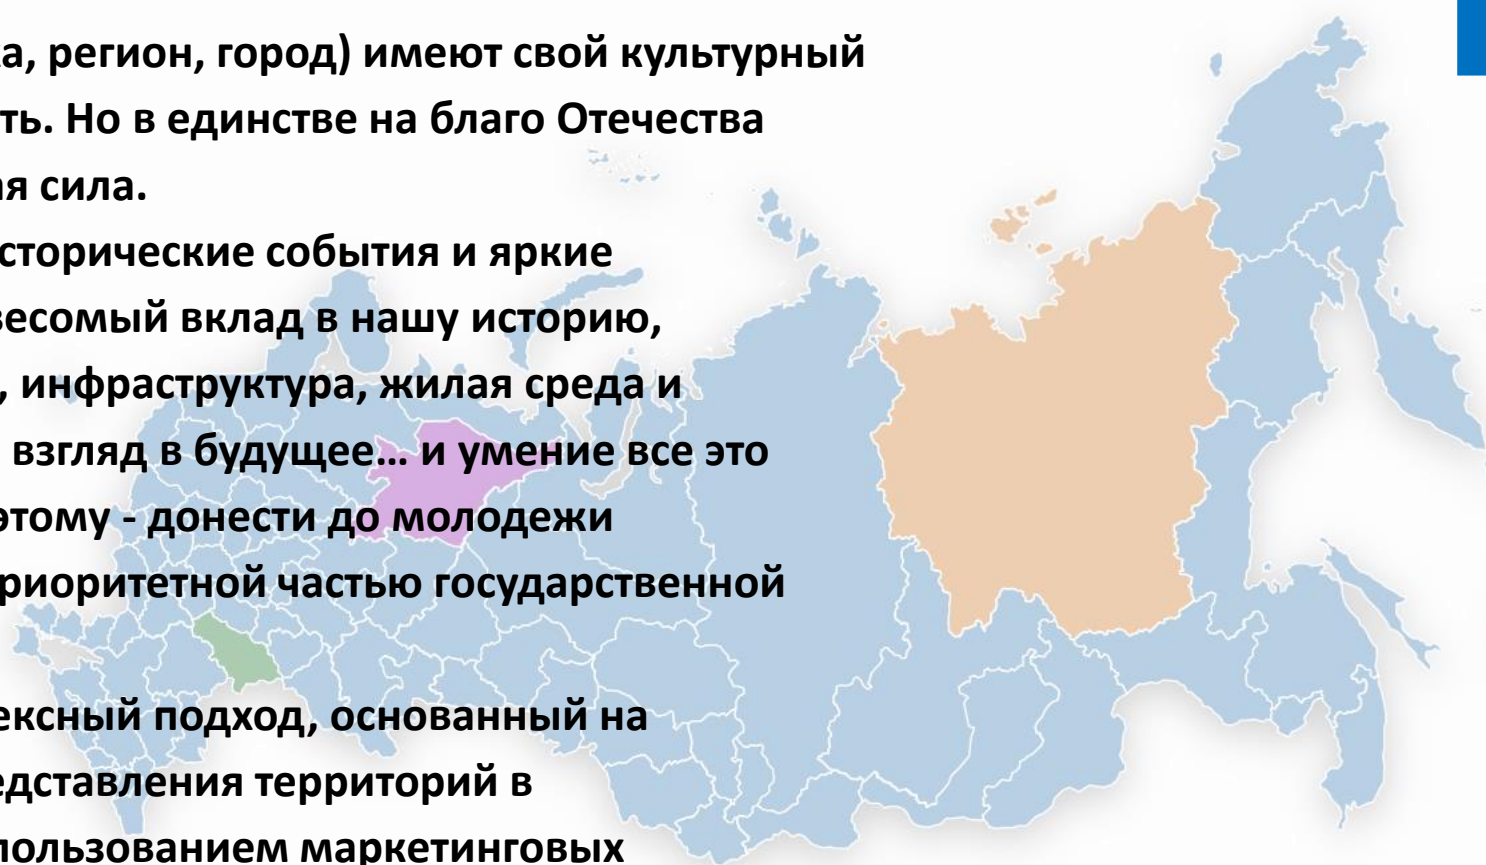 а, регион, город) имеют свой культурный
ть. Но в единстве на благо Отечества
ая сила.
сторические события и яркие
весомый вклад в нашу историю,
, инфраструктура, жилая среда и
взгляд в будущее... и умение все это
этому - донести до молодежи
риоритетной частью государственной
ексный подход, основанный на
едставления территорий в
пользованием маркетинговых